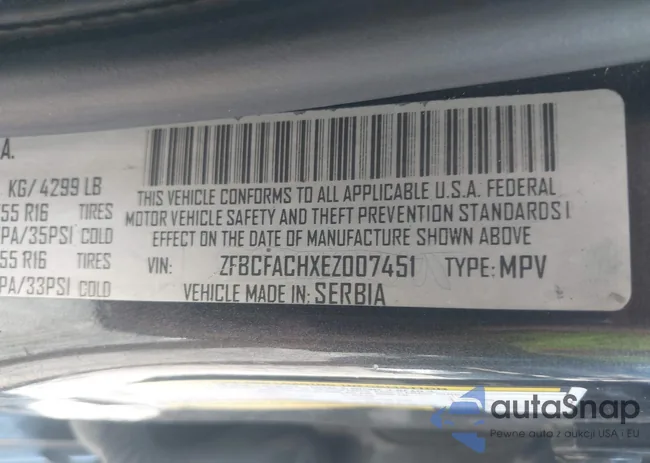 A.
KG/ 4299 LB
55 R16 TIRES
PA/35PSI COLD
55 R16 TIRES
PA/33PSI COLD
THIS VEHICLE CONFORMS TO ALL APPLICABLE U.S.A. FEDERAL
MOTOR VEHICLE SAFETY AND THEFT PREVENTION STANDARDS I
EFFECT ON THE DATE OF MANUFACTURE SHOWN ABOVE
VIN: ZFBCFACHXEZ007451 TYPE: MPV
VEHICLE MADE IN: SERBIA
autaSnap
Pewne auto z aukcji USA i EU